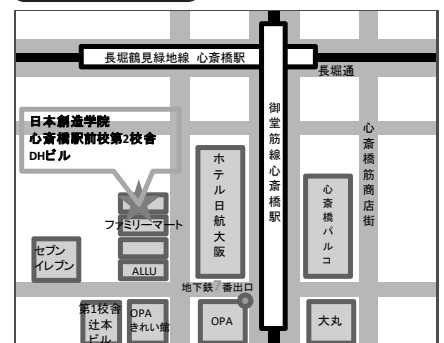 長堀鶴見緑地線 心斎橋駅
長堀通
日本創造学院
心斎橋駅前校第2校舎
DHビル
御堂筋線心斎橋駅
心斎橋筋商店街
ホテル日航大阪
心斎橋パルコ
ファミリーマート
セブン
イレブン
ALLU
地下鉄7番出口
第1校舎
辻本
ビル
OPA
きれい館
OPA
大丸